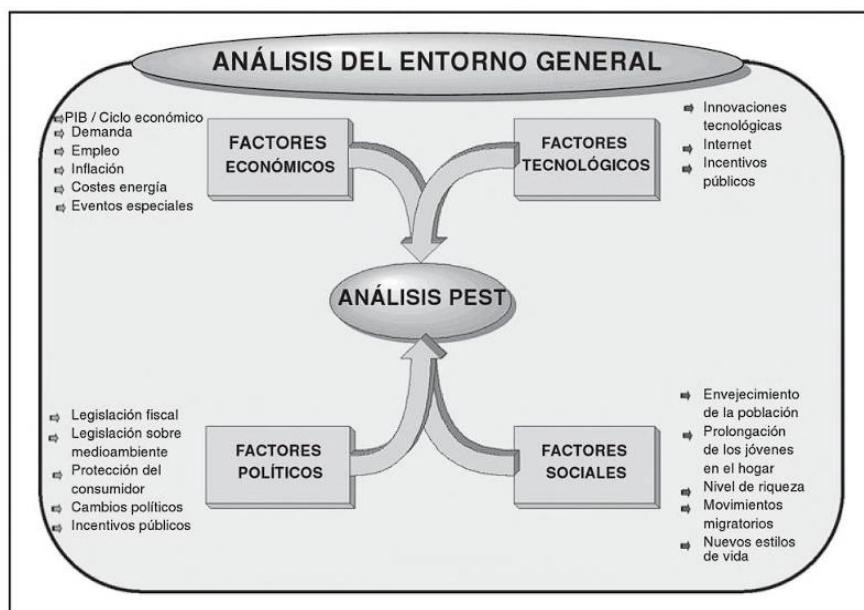 ANÁLISIS DEL ENTORNO GENERAL
PIB / Ciclo económico
Demanda
Empleo
Inflación
Costes energía
Eventos especiales
FACTORES
ECONÓMICOS
FACTORES
TECNOLÓGICOS
Innovaciones
tecnológicas
Internet
Incentivos
públicos
ANÁLISIS PEST
Legislación fiscal
Legislación sobre
medioambiente
Protección del
consumidor
Cambios políticos
Incentivos públicos
FACTORES
POLÍTICOS
FACTORES
SOCIALES
Envejecimiento
de la población
Prolongación
de los jóvenes
en el hogar
Nivel de riqueza
Movimientos
migratorios
Nuevos estilos
de vida